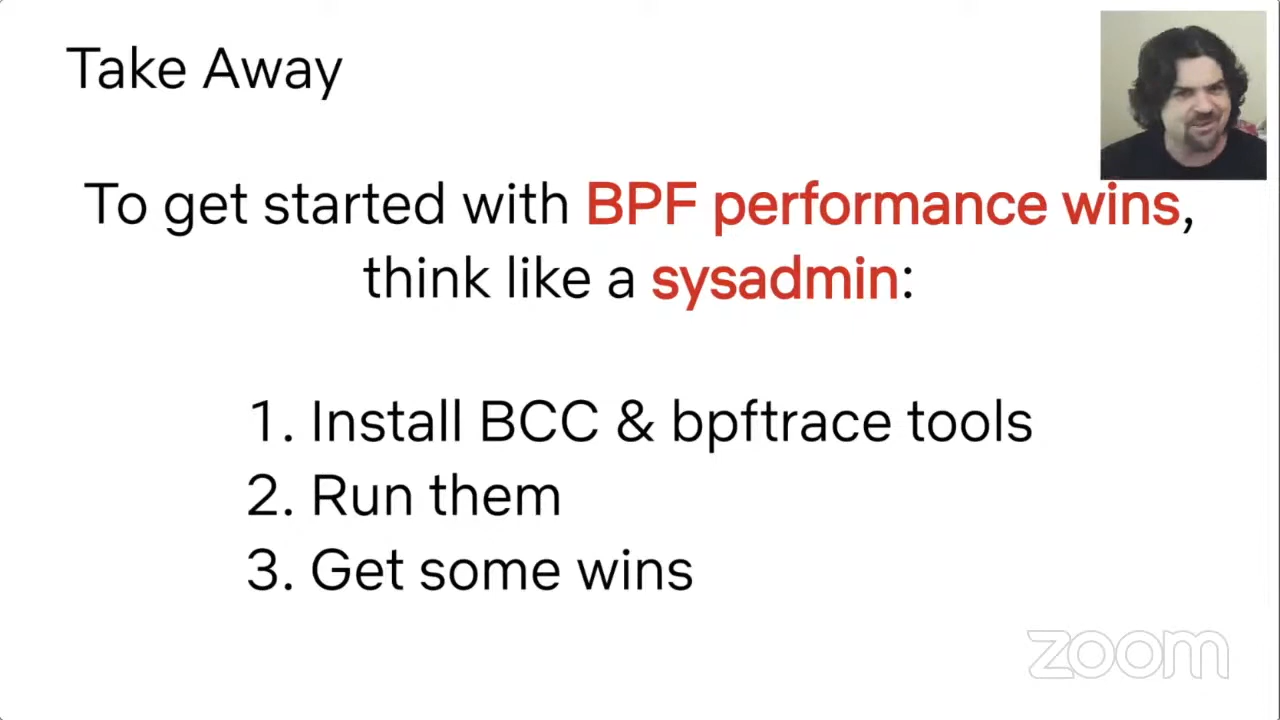 Take Away
To get started with BPF performance wins,
think like a sysadmin:
1. Install BCC & bpftrace tools
2. Run them
3. Get some wins
zoom